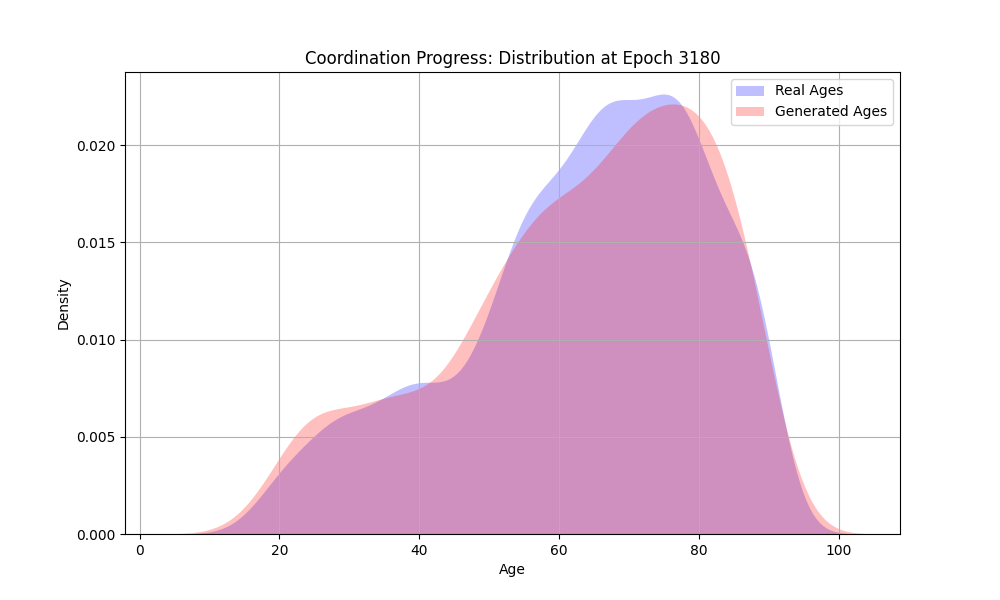 Coordination Progress: Distribution at Epoch 3180
Real Ages
Generated Ages
0.020
0.015
0.010
0.005
0.000
Density
0 20 40 60 80 100
Age